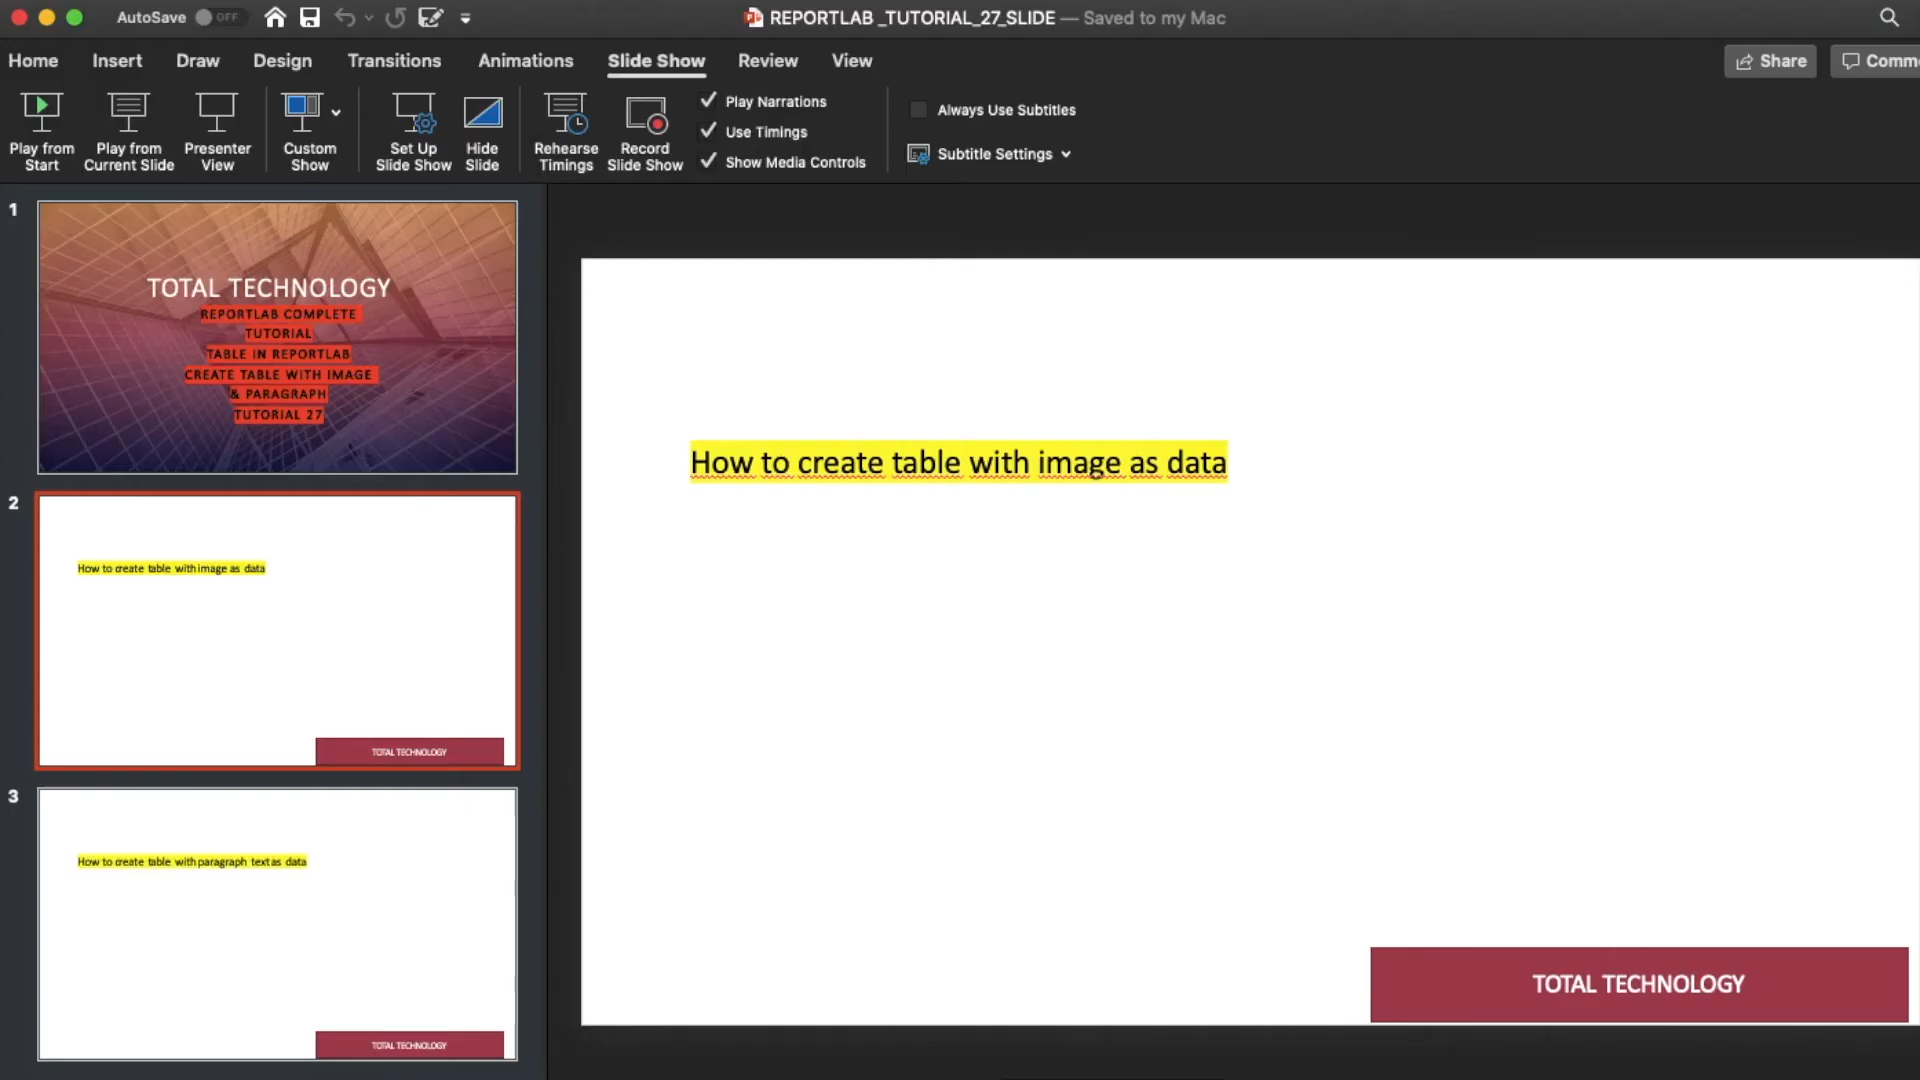 AutoSave OFF
REPORTLAB _TUTORIAL_27_SLIDE — Saved to my Mac
Home Insert Draw Design Transitions Animations Slide Show Review View
Share
Comme
Play from Start
Play from Current Slide
Presenter View
Custom Show
Set Up Slide Show
Hide Slide
Rehearse Timings
Record Slide Show
Play Narrations
Use Timings
Show Media Controls
Always Use Subtitles
Subtitle Settings
1
TOTAL TECHNOLOGY
REPORTLAB COMPLETE
TUTORIAL
TABLE IN REPORTLAB
CREATE TABLE WITH IMAGE
& PARAGRAPH
TUTORIAL 27
2
How to create table with image as data
TOTAL TECHNOLOGY
3
How to create table with paragraph text as data
TOTAL TECHNOLOGY
How to create table with image as data
TOTAL TECHNOLOGY